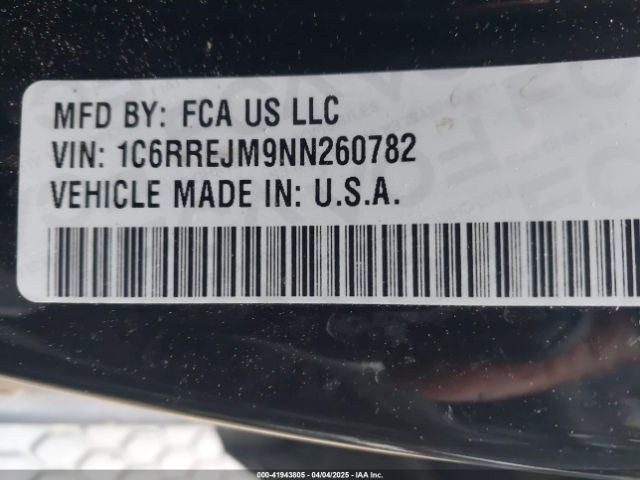 MFD BY: FCA US LLC
VIN: 1C6RREJM9NN260782
VEHICLE MADE IN: U.S.A.
000-41943805 - 04/04/2025 - IAA Inc.